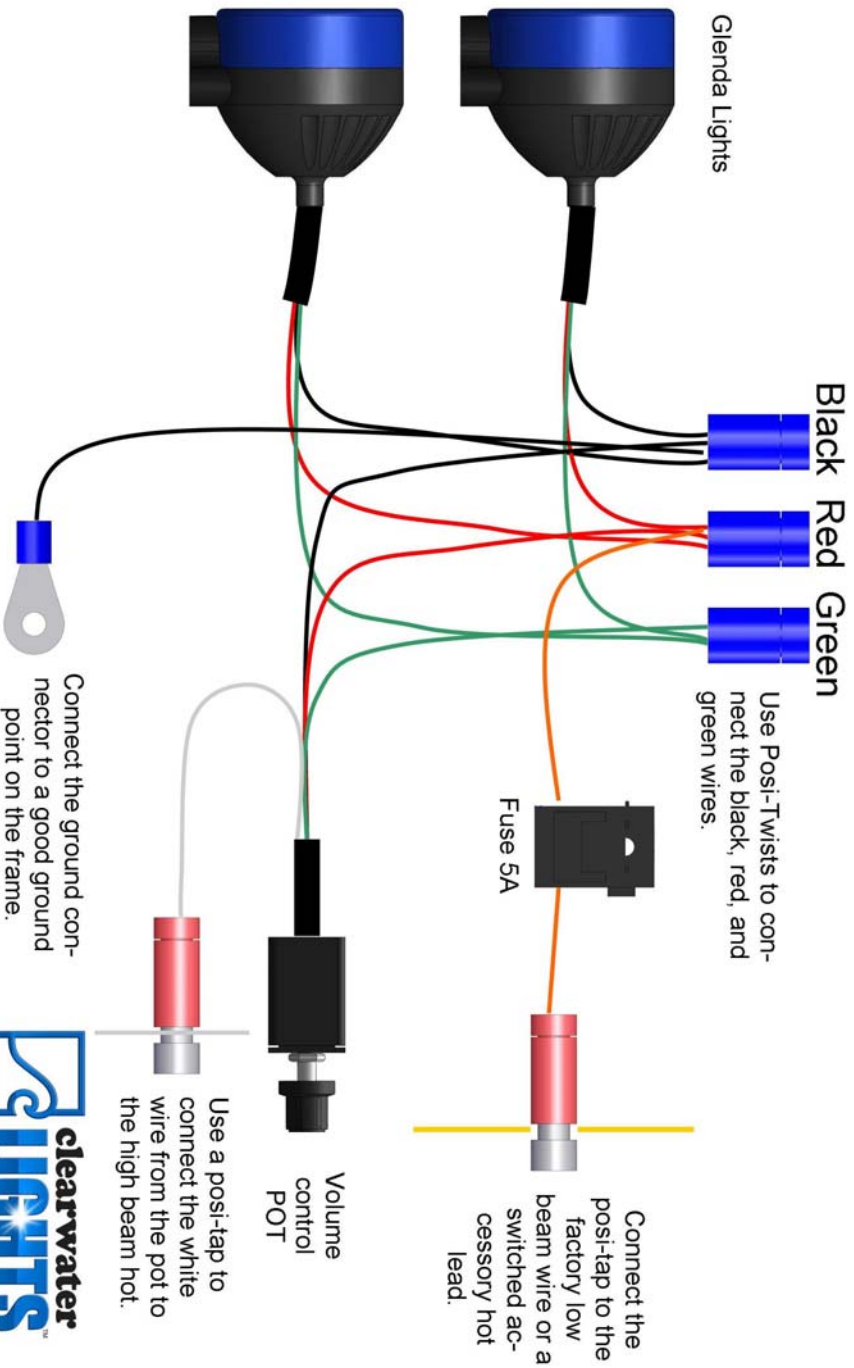 Glenda Lights
Black
Red
Green
Use Posi-Twists to con-
nect the black, red, and
green wires.
Fuse 5A
Connect the
posi-tap to the
factory low
beam wire or a
switched ac-
cessory hot
lead.
Volume
control
POT
Use a posi-tap to
connect the white
wire from the pot to
the high beam hot.
Connect the ground con-
nector to a good ground
point on the frame.
clearwater
LIGHTS™